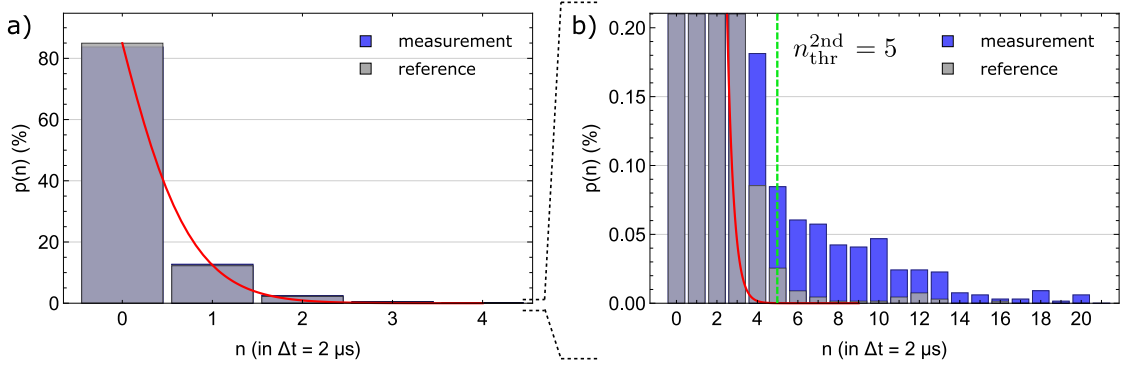 a)
measurement
reference
p(n) (%)
80
60
40
20
0
0 1 2 3 4
n (in Δt = 2 μs)
b)
n_thr^2nd = 5
measurement
reference
p(n) (%)
0.20
0.15
0.10
0.05
0.00
0 2 4 6 8 10 12 14 16 18 20
n (in Δt = 2 μs)